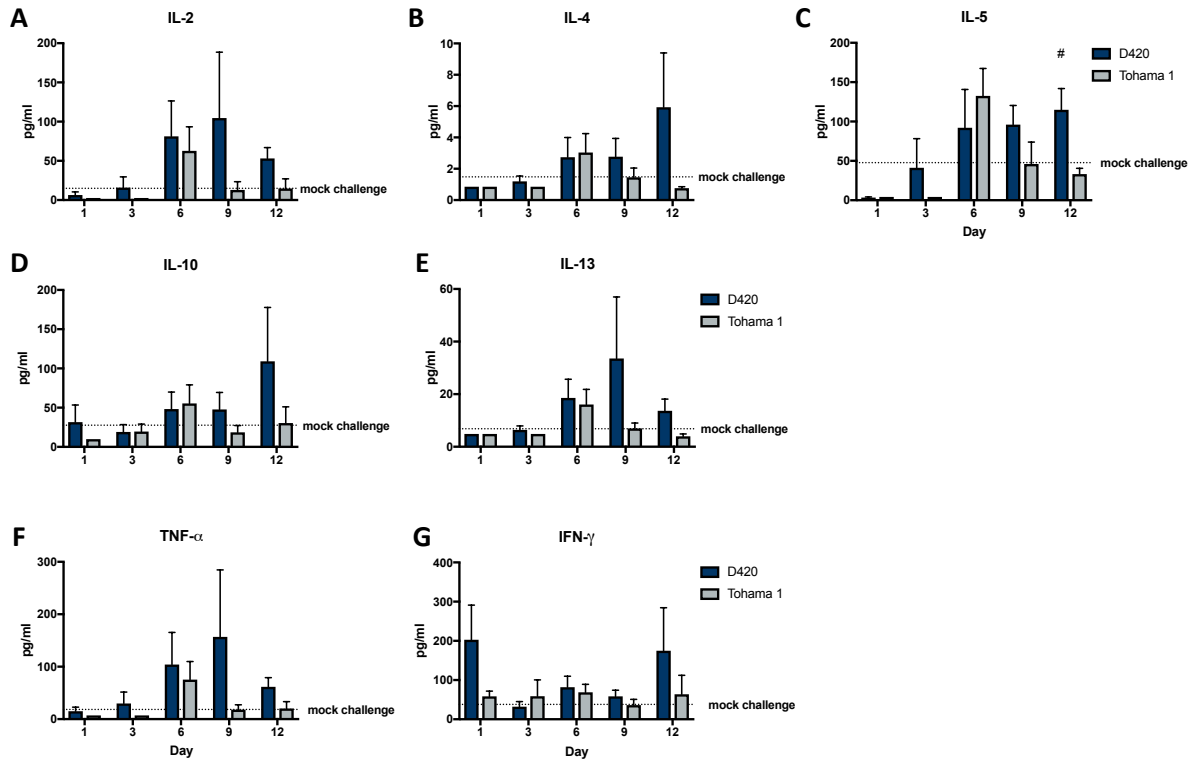 A
IL-2
200
150
100
50
0
pg/ml
1 3 6 9 12
mock challenge
B
IL-4
10
8
6
4
2
0
pg/ml
1 3 6 9 12
mock challenge
C
IL-5
200
150
100
50
0
pg/ml
#
D420
Tohama 1
mock challenge
1 3 6 9 12
Day
D
IL-10
200
150
100
50
0
pg/ml
1 3 6 9 12
mock challenge
E
IL-13
60
40
20
0
pg/ml
1 3 6 9 12
D420
Tohama 1
mock challenge
F
TNF-α
300
200
100
0
pg/ml
1 3 6 9 12
Day
mock challenge
G
IFN-γ
400
300
200
100
0
pg/ml
1 3 6 9 12
Day
D420
Tohama 1
mock challenge